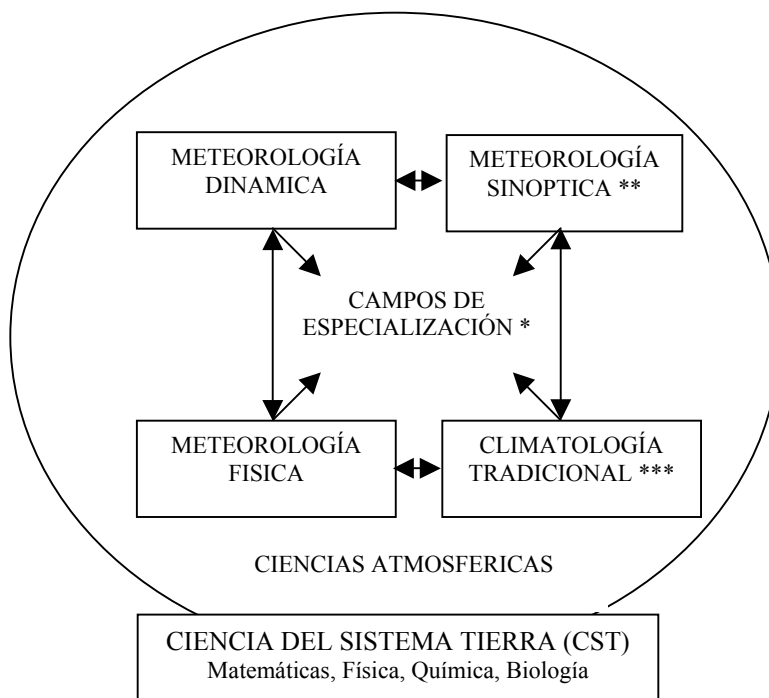 METEOROLOGÍA
DINAMICA
METEOROLOGÍA
SINOPTICA **
CAMPOS DE
ESPECIALIZACIÓN *
METEOROLOGÍA
FISICA
CLIMATOLOGÍA
TRADICIONAL ***
CIENCIAS ATMOSFERICAS
CIENCIA DEL SISTEMA TIERRA (CST)
Matemáticas, Física, Química, Biología